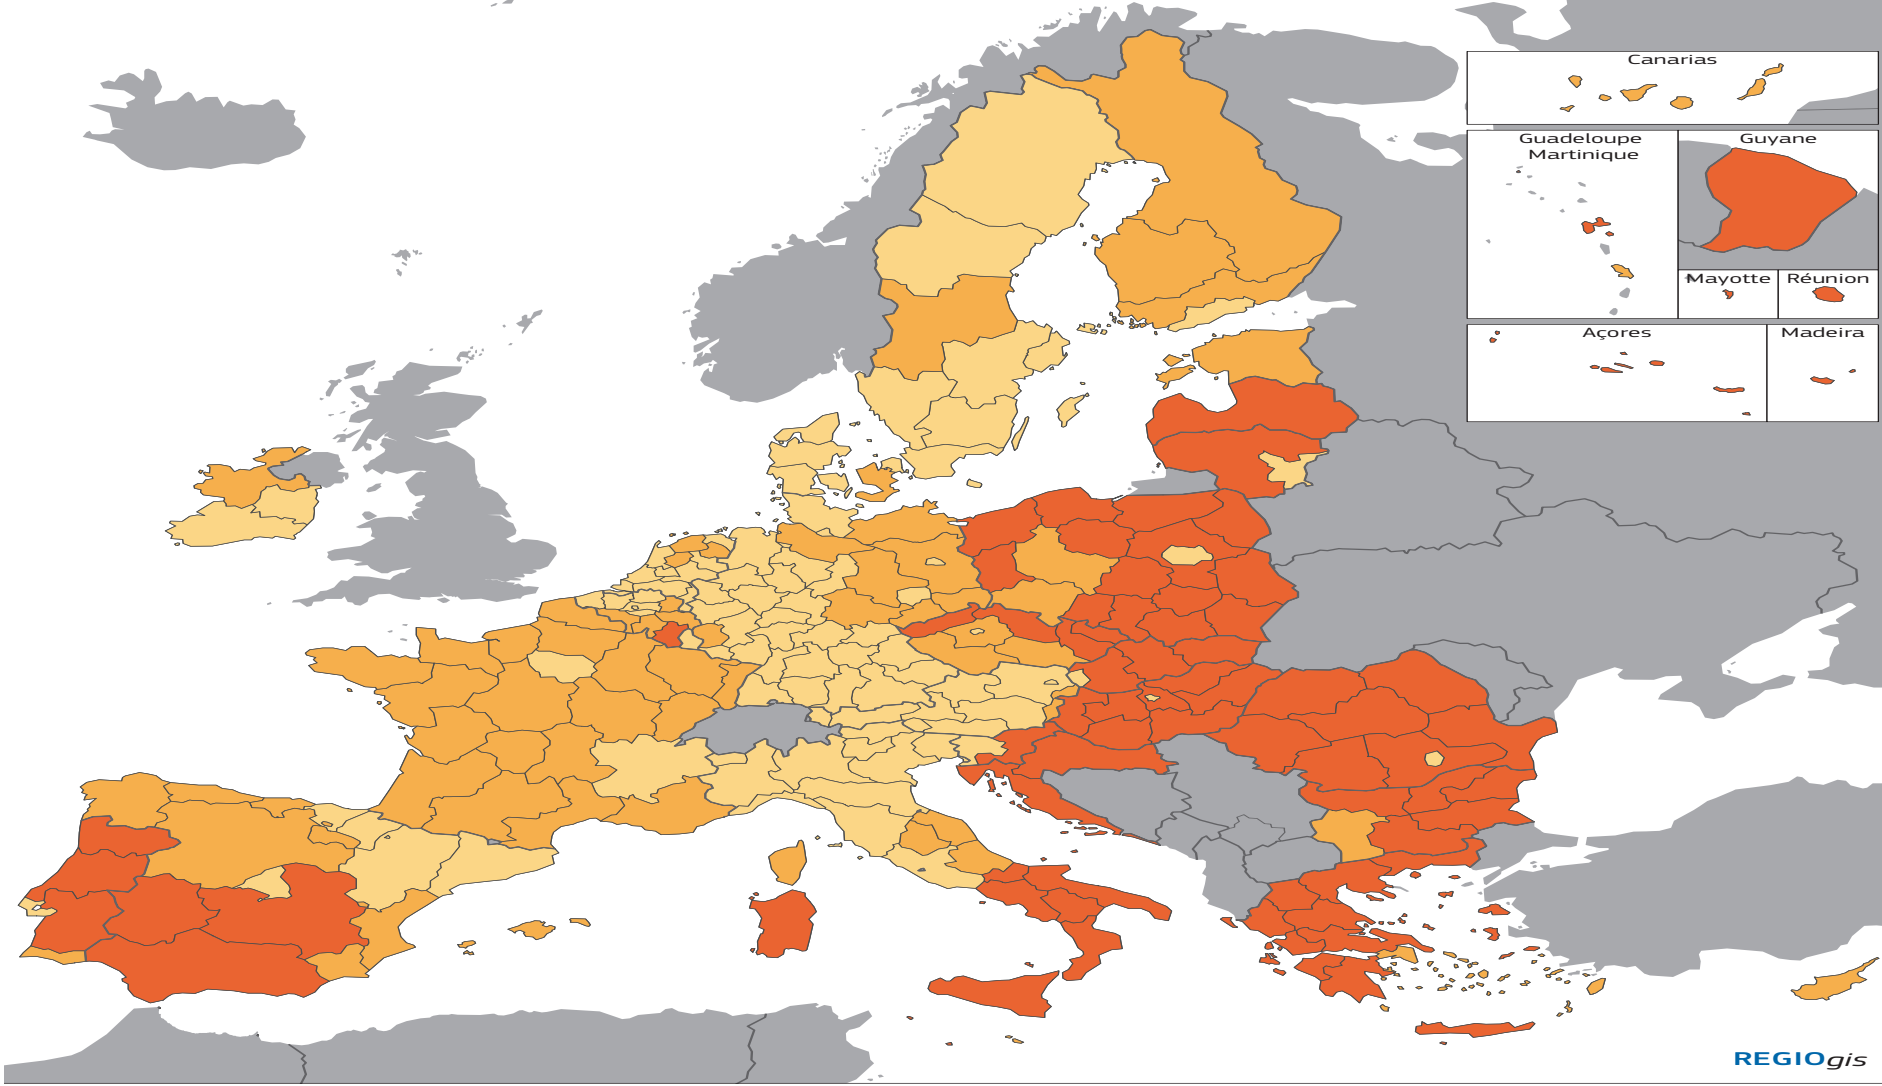 Canarias
Guadeloupe
Martinique
Guyane
Mayotte
Réunion
Açores
Madeira
REGIOgis